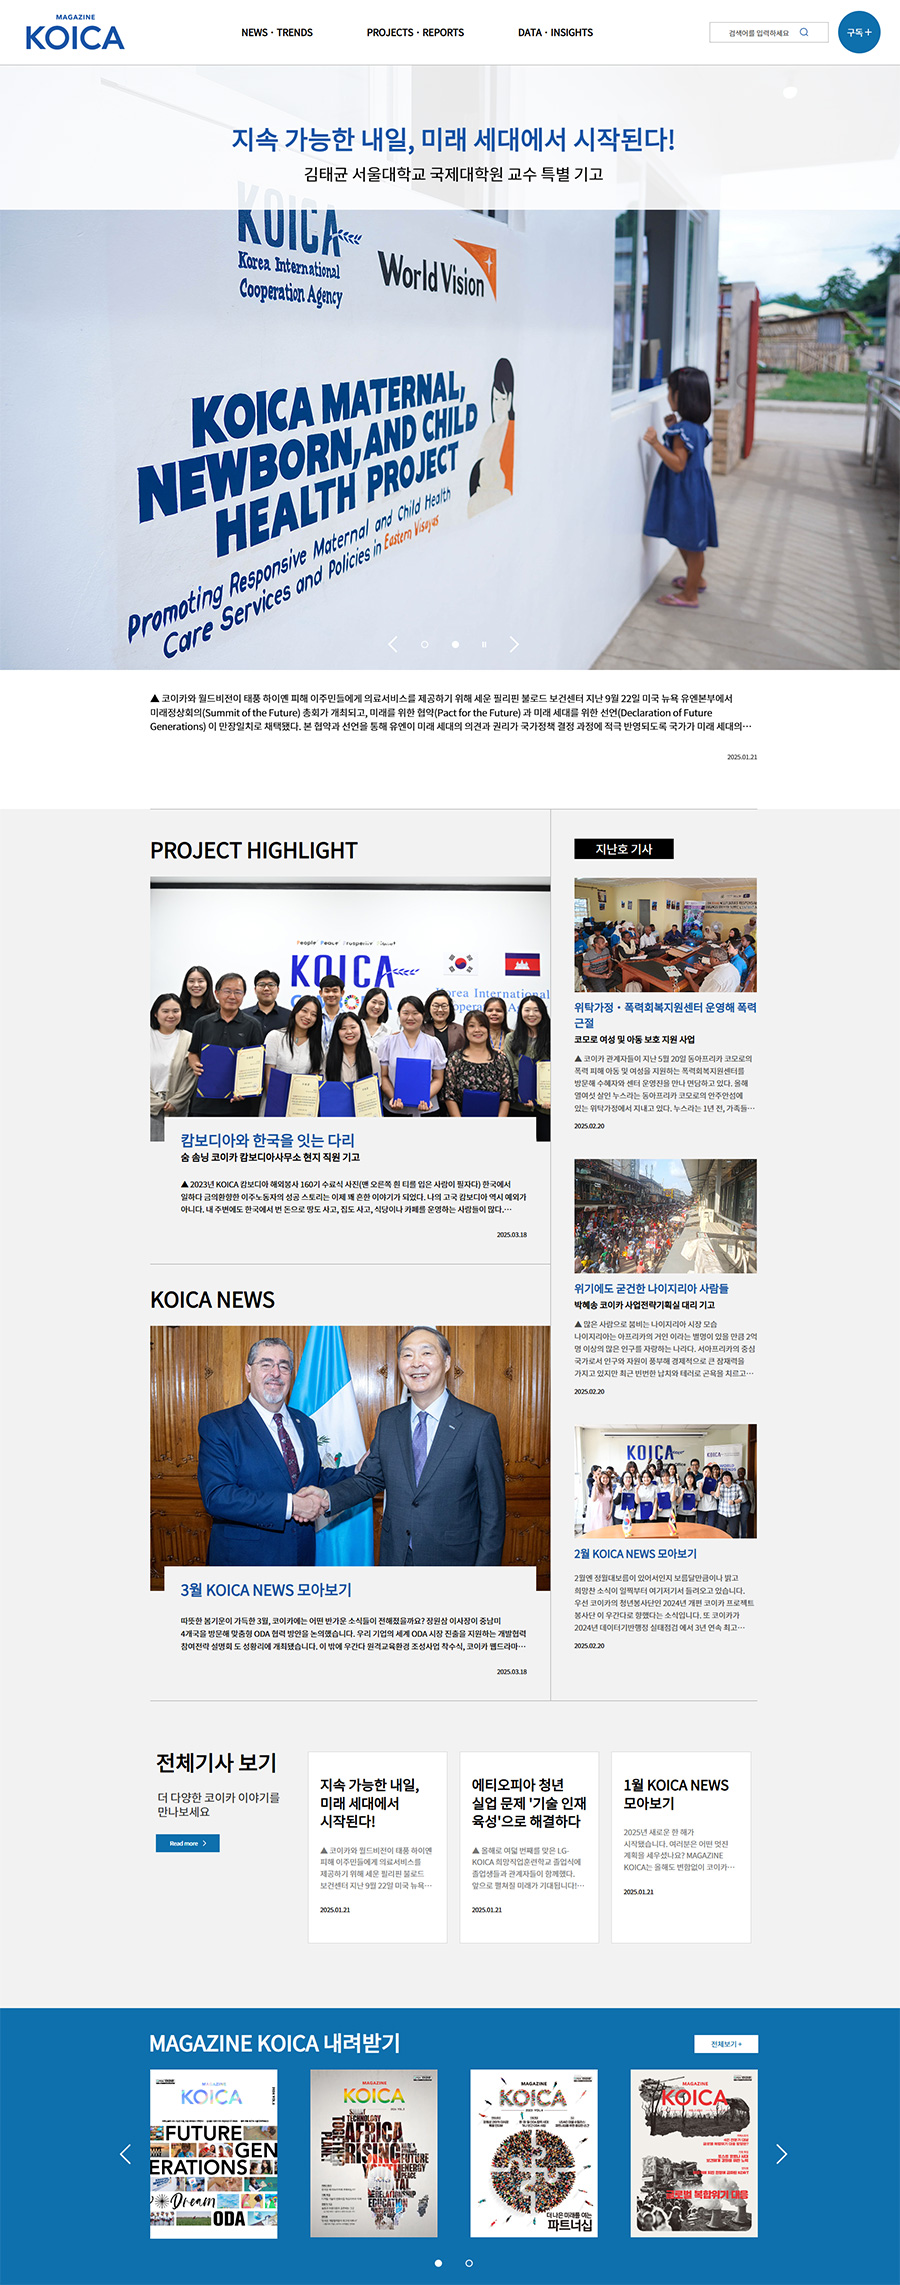 MAGAZINE
KOICA
NEWS · TRENDS
PROJECTS · REPORTS
DATA · INSIGHTS
검색어를 입력하세요
구독 +
지속 가능한 내일, 미래 세대에서 시작된다!
김태균 서울대학교 국제대학원 교수 특별 기고
KOICA
Korea International
Cooperation Agency
World Vision
KOICA MATERNAL,
NEWBORN, AND CHILD
HEALTH PROJECT
Promoting Responsive Maternal and Child Health
Care Services and Policies in Eastern Visayas
▲ 코이카와 월드비전이 태풍 하이옌 피해 이주민들에게 의료서비스를 제공하기 위해 세운 필리핀 불로드 보건센터 지난 9월 22일 미국 뉴욕 유엔본부에서
미래정상회의(Summit of the Future) 총회가 개최되고, 미래를 위한 협약(Pact for the Future) 과 미래 세대를 위한 선언(Declaration of Future
Generations) 이 만장일치로 채택됐다. 본 협약과 선언을 통해 유엔이 미래 세대의 의견과 권리가 국가정책 결정 과정에 적극 반영되도록 국가가 미래 세대의…
2025.01.21
PROJECT HIGHLIGHT
KOICA
캄보디아와 한국을 잇는 다리
숨 솜닝 코이카 캄보디아사무소 현지 직원 기고
▲ 2023년 KOICA 캄보디아 해외봉사 160기 수료식 사진(맨 오른쪽 흰 티를 입은 사람이 필자다) 한국에서
일하다 금의환향한 이주노동자의 성공 스토리는 이제 꽤 흔한 이야기가 되었다. 나의 고국 캄보디아 역시 예외가
아니다. 내 주변에도 한국에서 번 돈으로 땅도 사고, 집도 사고, 식당이나 카페를 운영하는 사람들이 많다.…
2025.03.18
KOICA NEWS
3월 KOICA NEWS 모아보기
따뜻한 봄기운이 가득한 3월, 코이카에는 어떤 반가운 소식들이 전해졌을까요? 장원삼 이사장이 중남미
4개국을 방문해 맞춤형 ODA 협력 방안을 논의했습니다. 우리 기업의 세계 ODA 시장 진출을 지원하는 개발협력
참여전략 설명회 도 성황리에 개최됐습니다. 이 밖에 우간다 원격교육환경 조성사업 착수식, 코이카 웹드라마…
2025.03.18
지난호 기사
위탁가정・폭력회복지원센터 운영해 폭력
근절
코모로 여성 및 아동 보호 지원 사업
▲ 코이카 관계자들이 지난 5월 20일 동아프리카 코모로의
폭력 피해 아동 및 여성을 지원하는 폭력회복지원센터를
방문해 수혜자와 센터 운영진을 만나 면담하고 있다. 올해
열여섯 살인 누스라는 동아프리카 코모로의 안주안섬에
있는 위탁가정에서 지내고 있다. 누스라는 1년 전, 가족들…
2025.02.20
위기에도 굳건한 나이지리아 사람들
박혜송 코이카 사업전략기획실 대리 기고
▲ 많은 사람으로 붐비는 나이지리아 시장 모습
나이지리아는 아프리카의 거인 이라는 별명이 있을 만큼 2억
명 이상의 많은 인구를 자랑하는 나라다. 서아프리카의 중심
국가로서 인구와 자원이 풍부해 경제적으로 큰 잠재력을
가지고 있지만 최근 빈번한 납치와 테러로 곤욕을 치르고…
2025.02.20
KOICA
2월 KOICA NEWS 모아보기
2월엔 정월대보름이 있어서인지 보름달만큼이나 밝고
희망찬 소식이 일찍부터 여기저기서 들려오고 있습니다.
우선 코이카의 청년봉사단인 2024년 개편 코이카 프로젝트
봉사단 이 우간다로 향했다는 소식입니다. 또 코이카가
2024년 데이터기반행정 실태점검 에서 3년 연속 최고…
2025.02.20
전체기사 보기
더 다양한 코이카 이야기를
만나보세요
Read more
지속 가능한 내일,
미래 세대에서
시작된다!
▲ 코이카와 월드비전이 태풍 하이옌
피해 이주민들에게 의료서비스를
제공하기 위해 세운 필리핀 불로드
보건센터 지난 9월 22일 미국 뉴욕…
2025.01.21
에티오피아 청년
실업 문제 '기술 인재
육성'으로 해결하다
▲ 올해로 여덟 번째를 맞은 LG-
KOICA 희망직업훈련학교 졸업식에
졸업생들과 관계자들이 함께했다.
앞으로 펼쳐질 미래가 기대됩니다!…
2025.01.21
1월 KOICA NEWS
모아보기
2025년 새로운 한 해가
시작됐습니다. 여러분은 어떤 멋진
계획을 세우셨나요? MAGAZINE
KOICA는 올해도 변함없이 코이카…
2025.01.21
MAGAZINE KOICA 내려받기
전체보기 +
MAGAZINE
KOICA
FUTURE
GEN
ERATIONS
Dream
ODA
MAGAZINE
KOICA
TECHNOLOGY
AFRICA
RISING
FUTURE
ENERGY
MAGAZINE
KOICA
더 나은 미래를 여는
파트너십
MAGAZINE
KOICA
글로벌 복합위기 대응